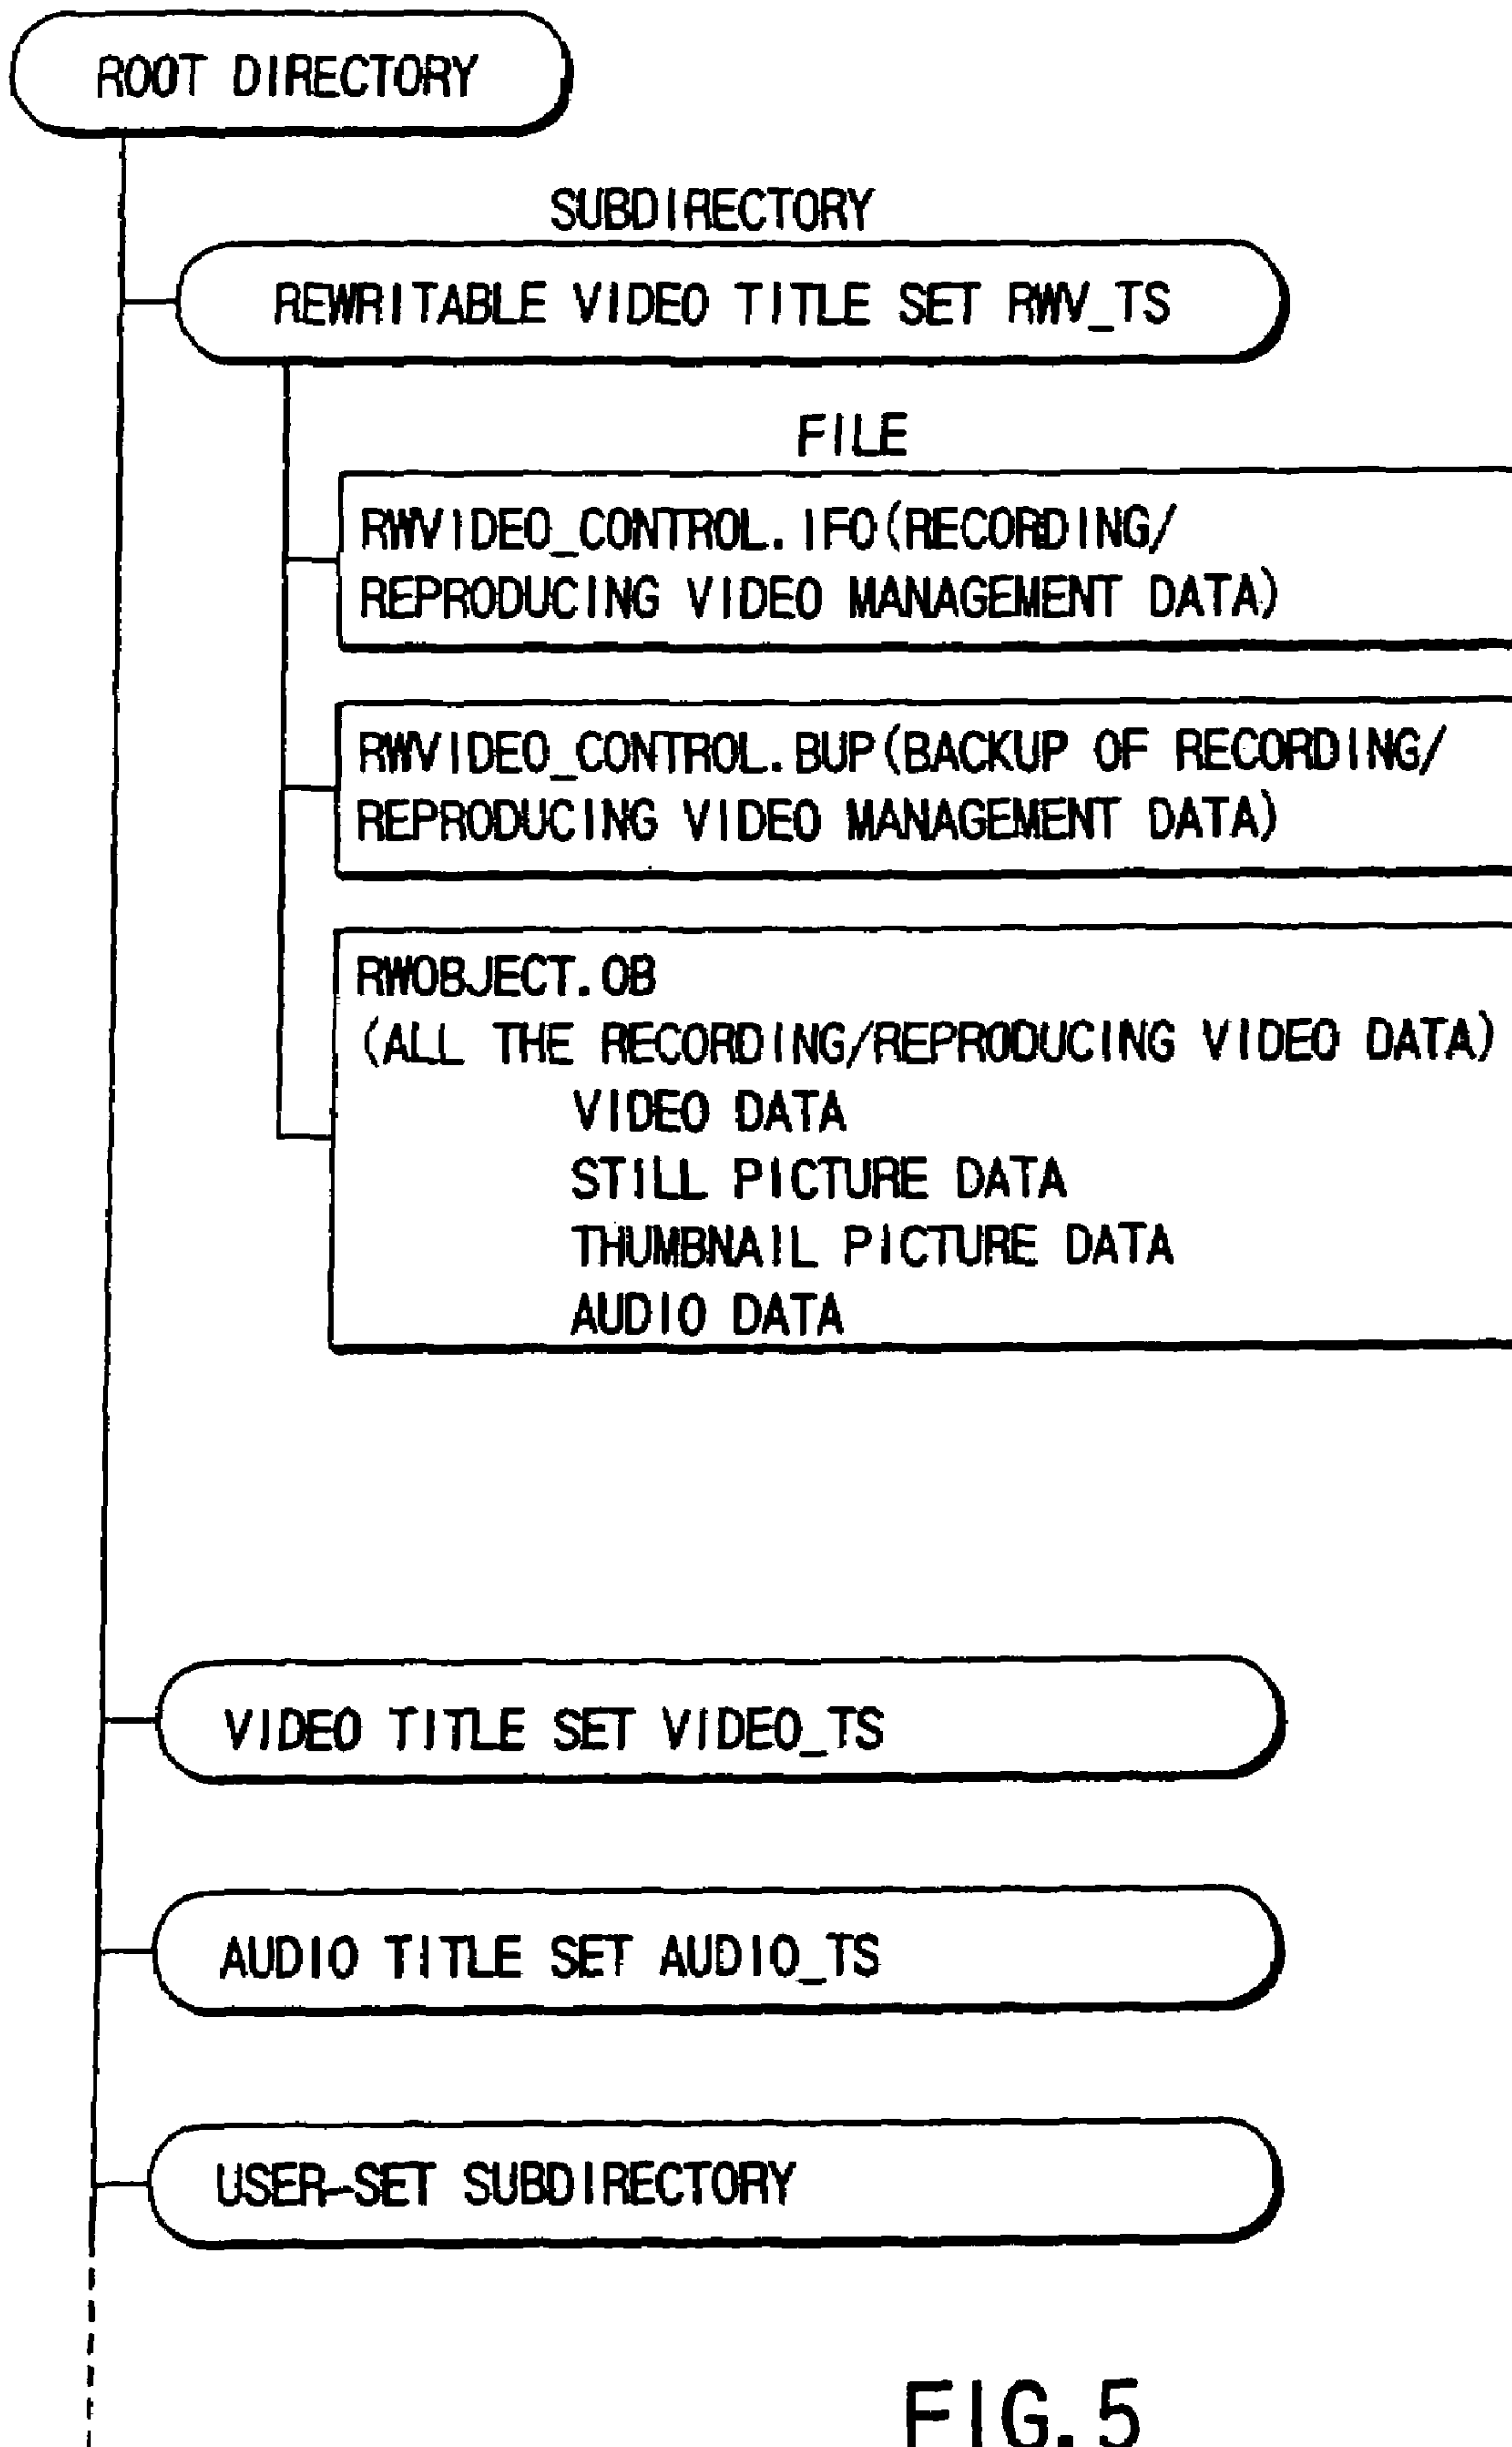 ROOT DIRECTORY
SUBDIRECTORY
REWRITABLE VIDEO TITLE SET RWV_TS
FILE
RWVIDEO_CONTROL.IFO(RECORDING/
REPRODUCING VIDEO MANAGEMENT DATA)
RWVIDEO_CONTROL.BUP(BACKUP OF RECORDING/
REPRODUCING VIDEO MANAGEMENT DATA)
RWOBJECT.OB
(ALL THE RECORDING/REPRODUCING VIDEO DATA)
VIDEO DATA
STILL PICTURE DATA
THUMBNAIL PICTURE DATA
AUDIO DATA
VIDEO TITLE SET VIDEO_TS
AUDIO TITLE SET AUDIO_TS
USER-SET SUBDIRECTORY
FIG.5